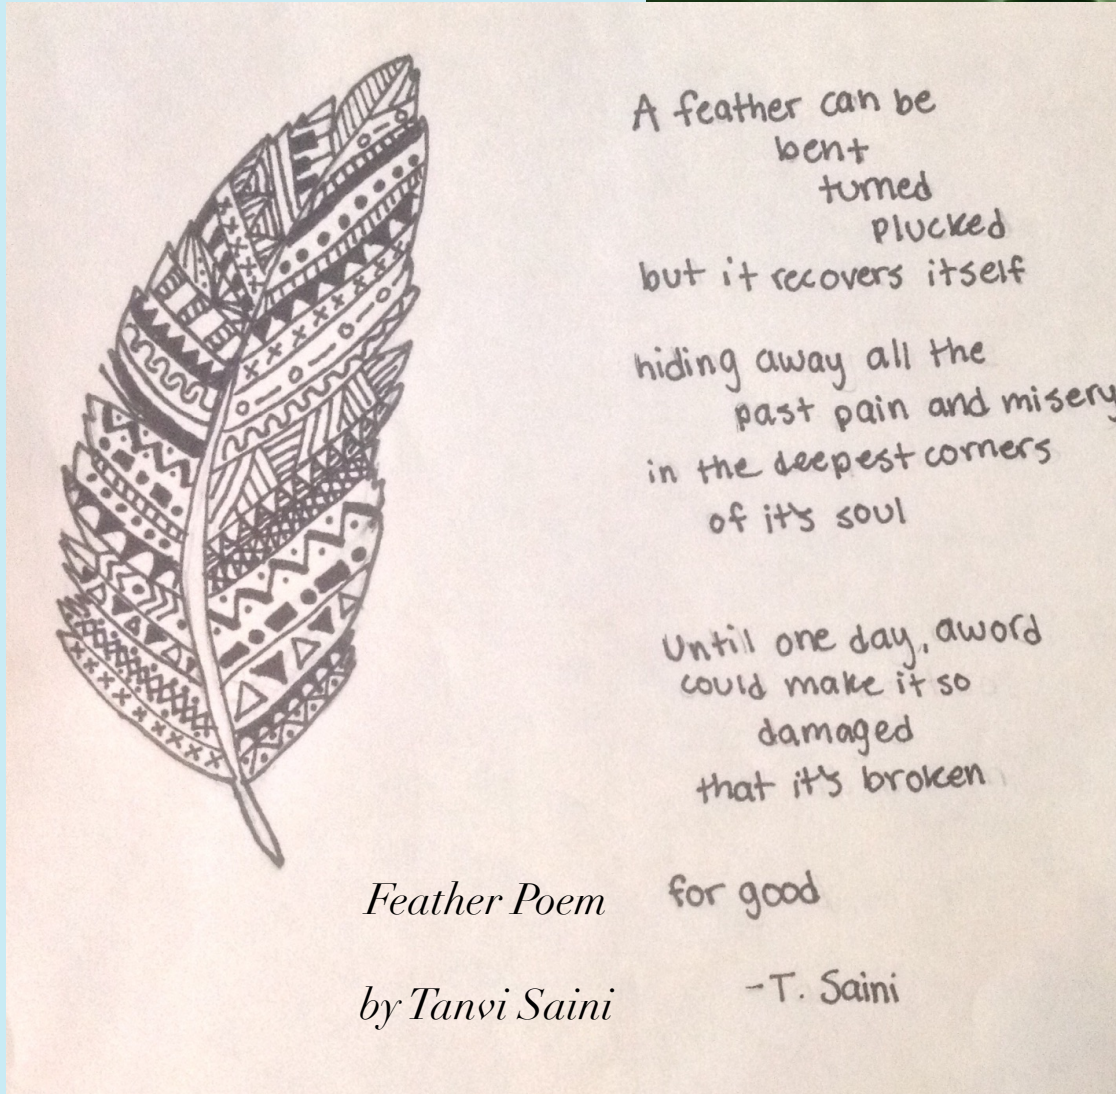 A feather can be
bent
turned
plucked
but it recovers itself
hiding away all the
past pain and misery
in the deepest corners
of it's soul
Until one day, a word
could make it so
damaged
that it's broken
for good
-T. Saini
Feather Poem
by Tanvi Saini